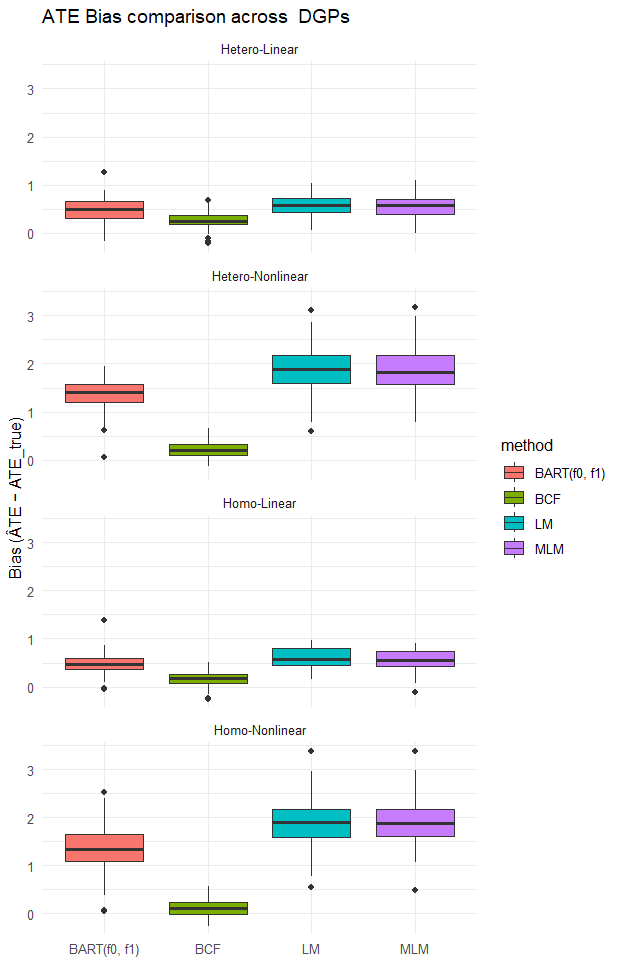 ATE Bias comparison across  DGPs
Hetero-Linear
3
2
1
0
Hetero-Nonlinear
3
2
1
0
Homo-Linear
3
2
1
0
Homo-Nonlinear
3
2
1
0
Bias (ÂTE − ATE_true)
BART(f0, f1)
BCF
LM
MLM
method
BART(f0, f1)
BCF
LM
MLM